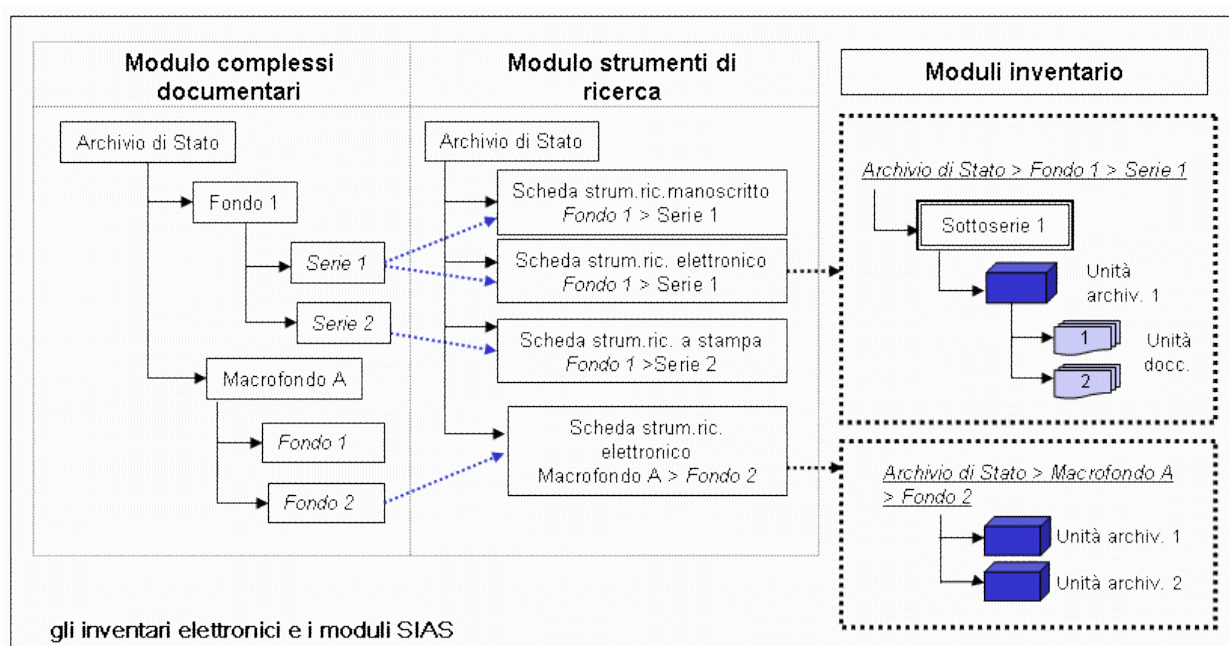 Modulo complessi
documentari
Archivio di Stato
Fondo 1
Serie 1
Serie 2
Macrofondo A
Fondo 1
Fondo 2
Modulo strumenti di
ricerca
Archivio di Stato
Scheda strum.ric.manoscritto
Fondo 1 > Serie 1
Scheda strum.ric. elettronico
Fondo 1 > Serie 1
Scheda strum.ric. a stampa
Fondo 1 >Serie 2
Scheda strum.ric.
elettronico
Macrofondo A > Fondo 2
Moduli inventario
Archivio di Stato > Fondo 1 > Serie 1
Sottoserie 1
Unità
archiv. 1
1
Unità
docc.
2
Archivio di Stato > Macrofondo A
> Fondo 2
Unità archiv. 1
Unità archiv. 2
gli inventari elettronici e i moduli SIAS